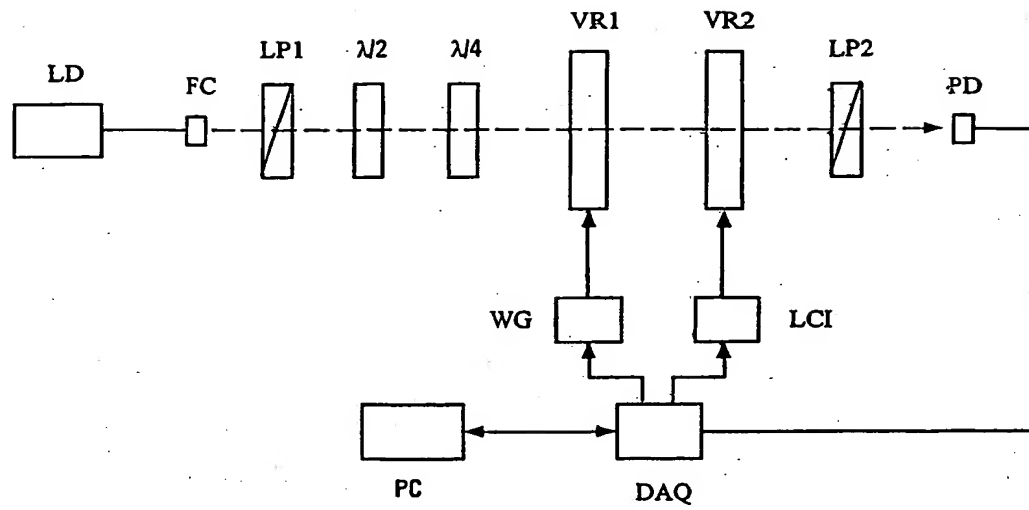 VR1
VR2
LP1
λ/2
λ/4
LP2
LD
FC
PD
WG
LCI
PC
DAQ